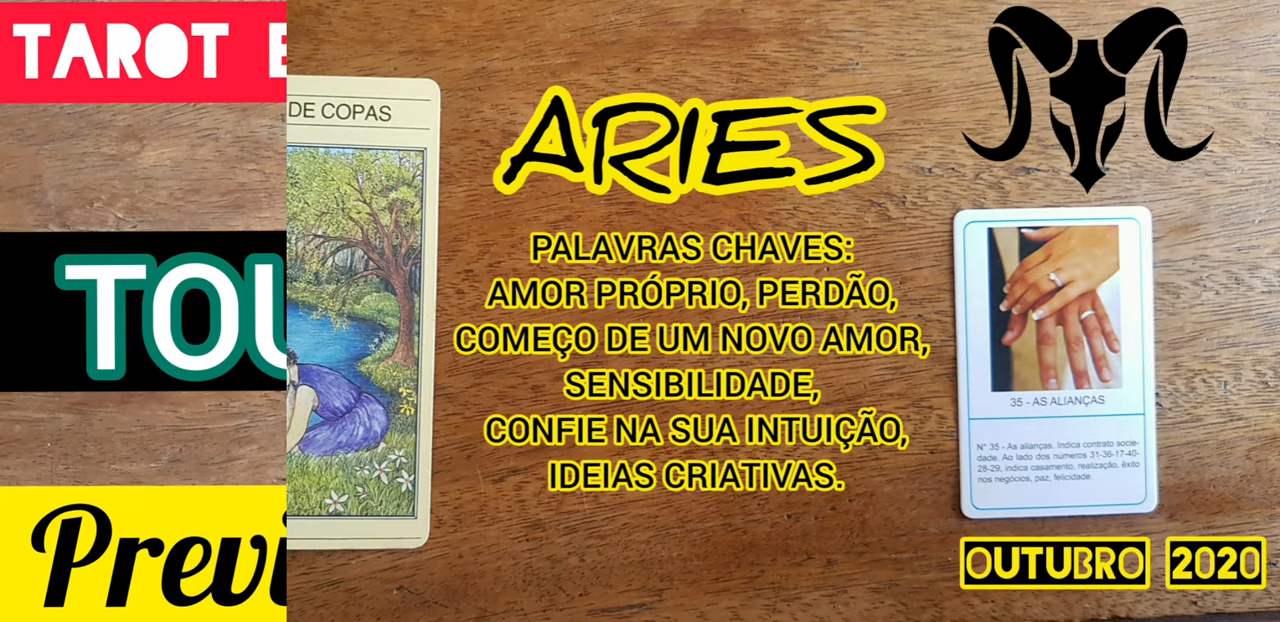 TAROT E
TOU
Previ
DE COPAS
ARIES
PALAVRAS CHAVES:
AMOR PRÓPRIO, PERDÃO,
COMEÇO DE UM NOVO AMOR,
SENSIBILIDADE,
CONFIE NA SUA INTUIÇÃO,
IDEIAS CRIATIVAS.
35 - AS ALIANÇAS
N° 35 - As alianças. Indica contrato socie-
dade. Ao lado dos números 31-36-17-40-
28-29, indica casamento, realização, êxito
nos negócios, paz, felicidade.
OUTUBRO 2020